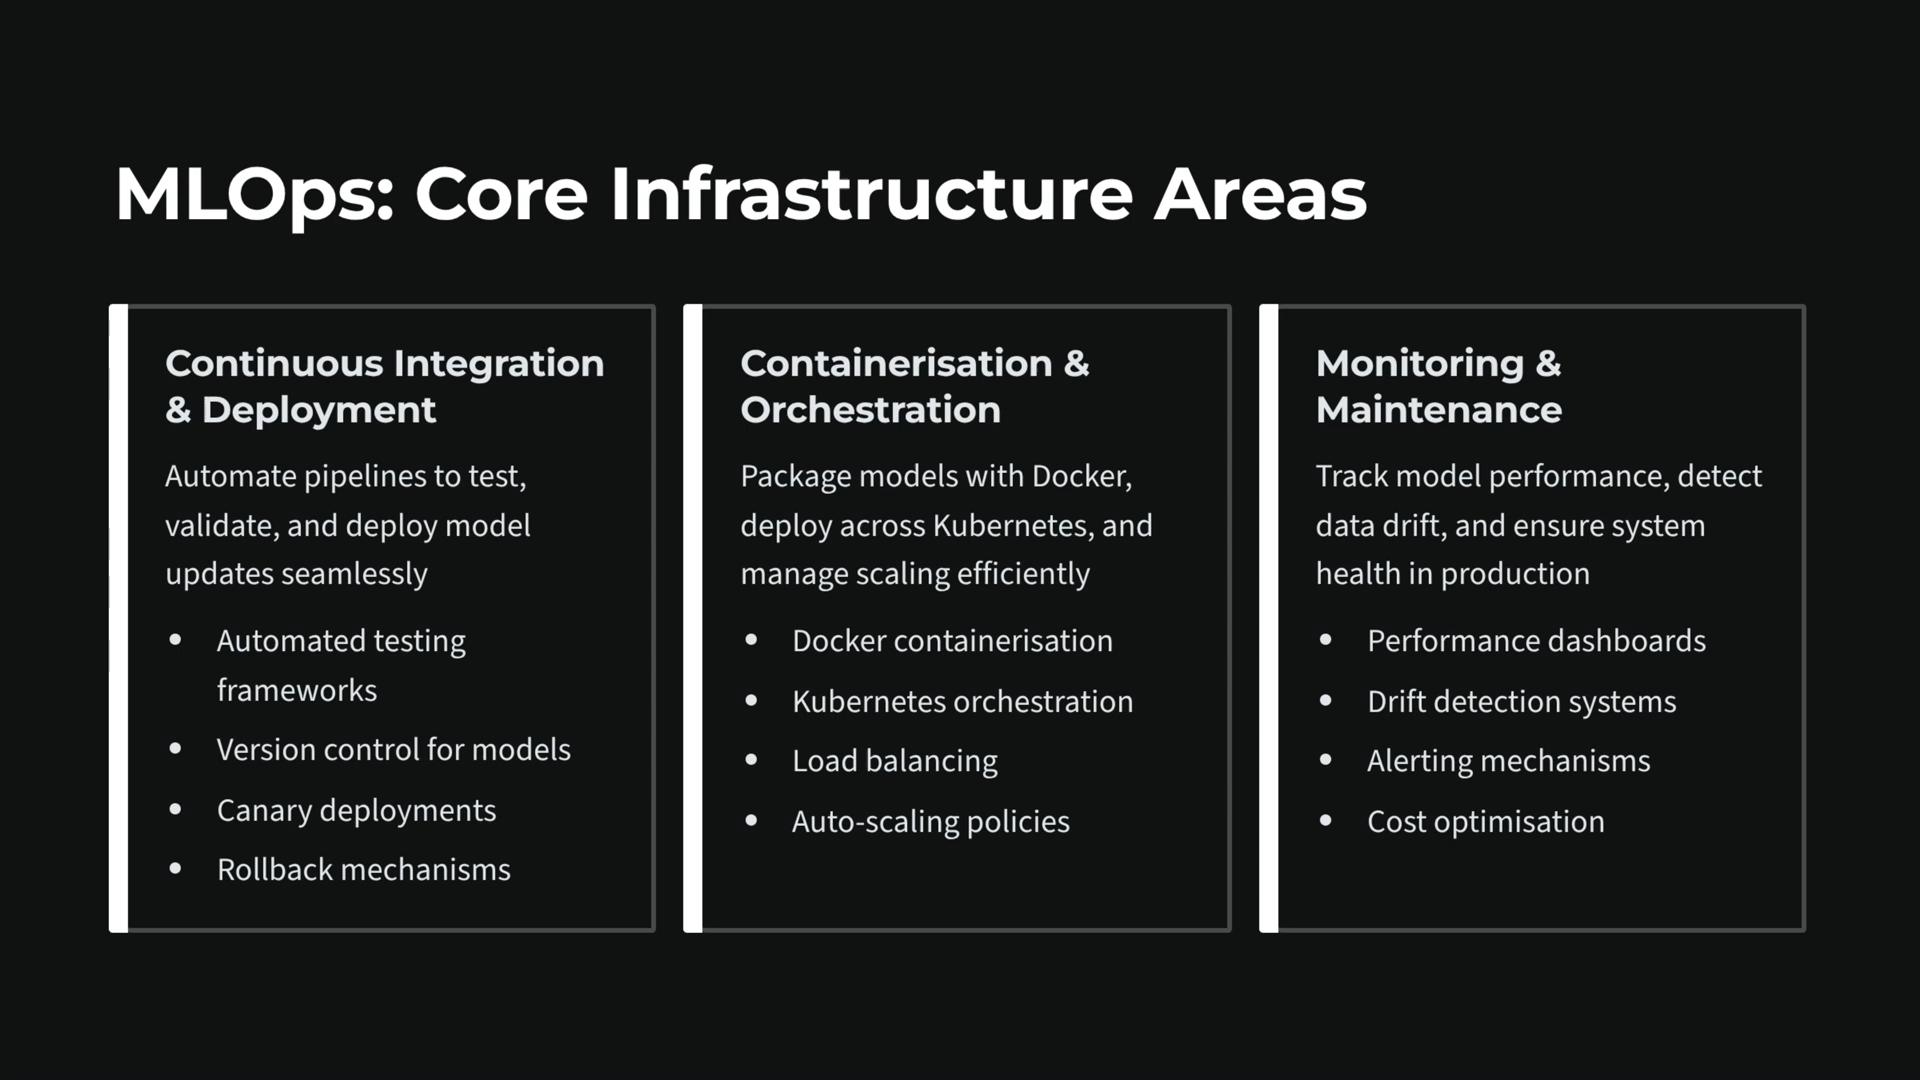 MLOps: Core Infrastructure Areas
Continuous Integration
& Deployment
Automate pipelines to test,
validate, and deploy model
updates seamlessly
• Automated testing
frameworks
• Version control for models
• Canary deployments
• Rollback mechanisms
Containerisation &
Orchestration
Package models with Docker,
deploy across Kubernetes, and
manage scaling efficiently
• Docker containerisation
• Kubernetes orchestration
• Load balancing
• Auto-scaling policies
Monitoring &
Maintenance
Track model performance, detect
data drift, and ensure system
health in production
• Performance dashboards
• Drift detection systems
• Alerting mechanisms
• Cost optimisation